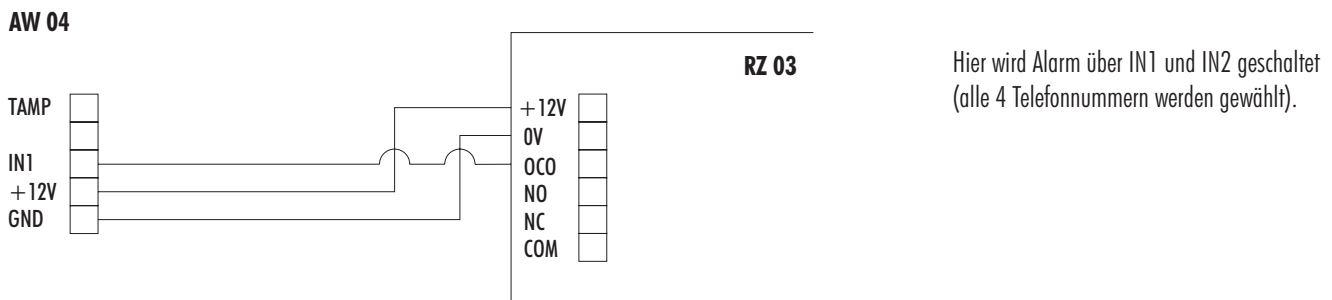 AW 04
RZ 03
Hier wird Alarm über IN1 und IN2 geschaltet
(alle 4 Telefonnummern werden gewählt).
TAMP
IN1
+12V
GND
+12V
0V
OCO
NO
NC
COM